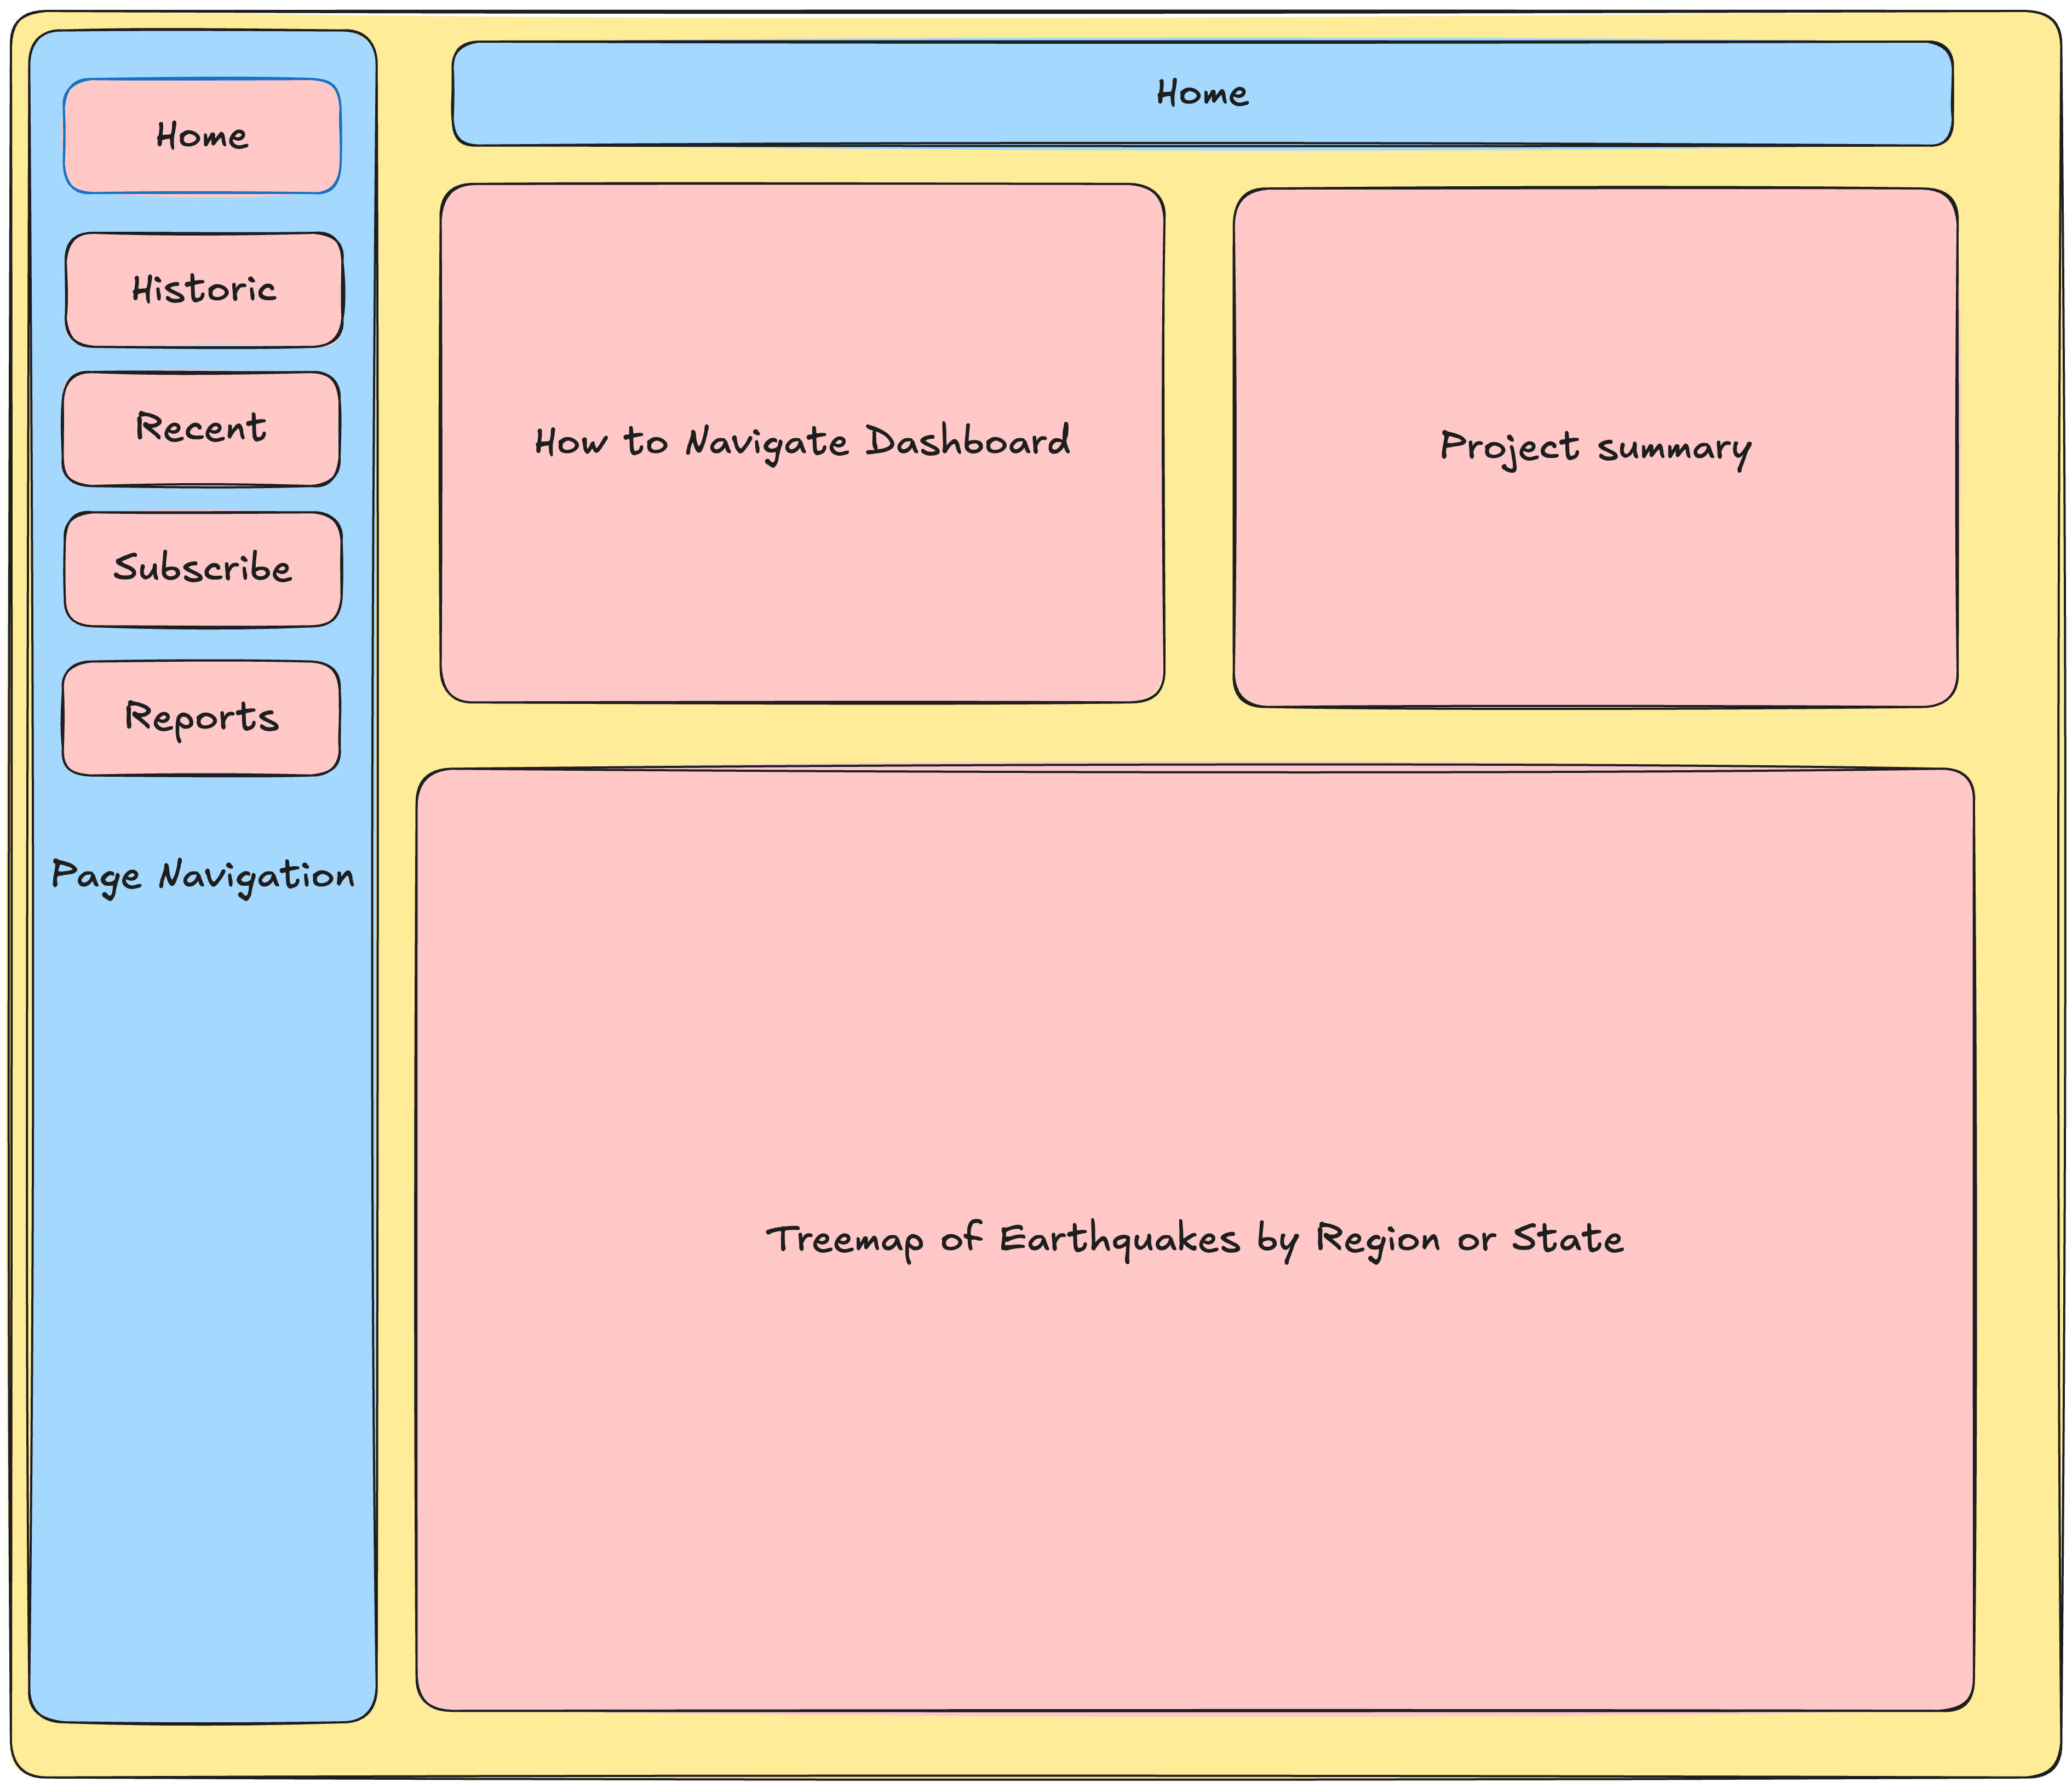 Home
Historic
Recent
Subscribe
Reports
Page Navigation
Home
How to Navigate Dashboard
Project summary
Treemap of Earthquakes by Region or State